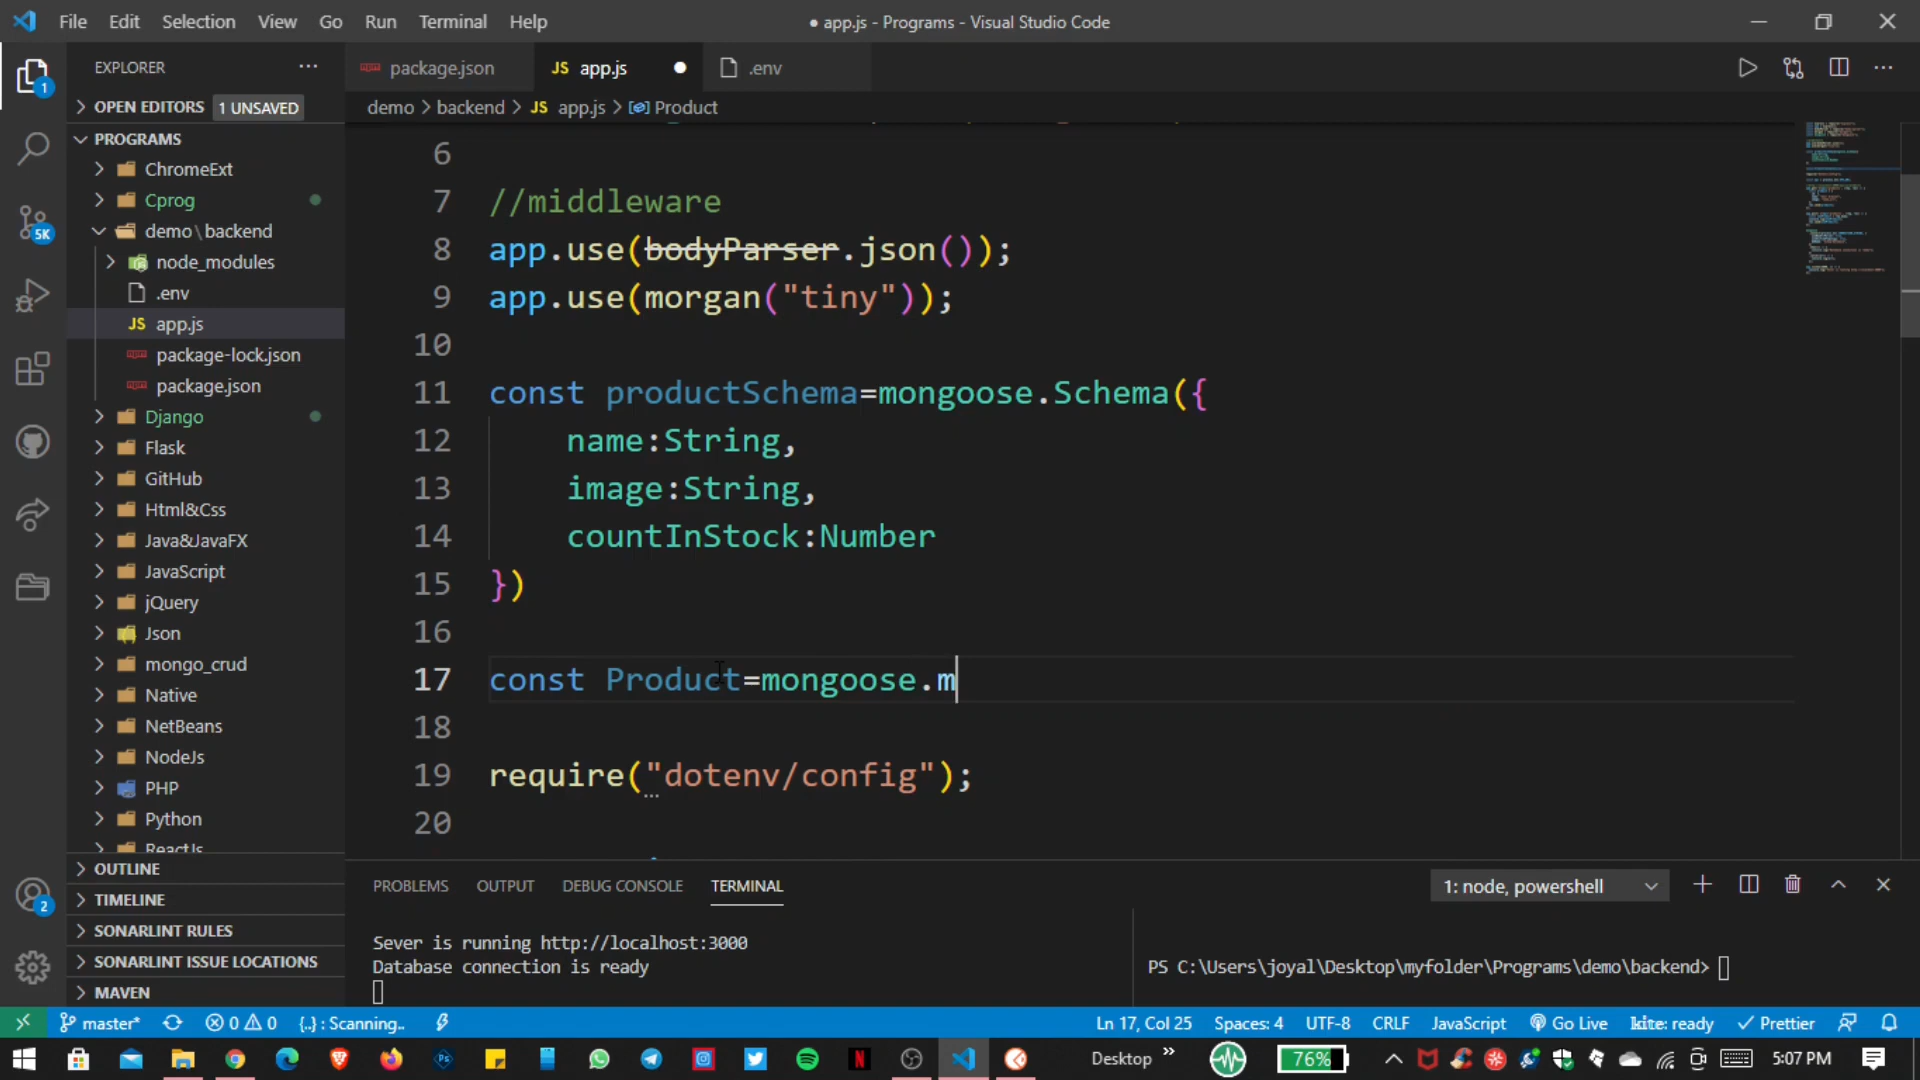 File Edit Selection View Go Run Terminal Help ● app.js - Programs - Visual Studio Code
EXPLORER ...
package.json
JS app.js ●
.env
OPEN EDITORS 1 UNSAVED
demo > backend > JS app.js > Product
PROGRAMS
ChromeExt
Cprog
demo\backend
node_modules
.env
JS app.js
package-lock.json
package.json
Django
Flask
GitHub
Html&Css
Java&JavaFX
JavaScript
jQuery
Json
mongo_crud
Native
NetBeans
NodeJs
PHP
Python
ReactJs
OUTLINE
TIMELINE
SONARLINT RULES
SONARLINT ISSUE LOCATIONS
MAVEN
1
5K
2
6
7 //middleware
8 app.use(bodyParser.json());
9 app.use(morgan("tiny"));
10
11 const productSchema=mongoose.Schema({
12 name:String,
13 image:String,
14 countInStock:Number
15 })
16
17 const Product=mongoose.m
18
19 require("dotenv/config");
20
PROBLEMS OUTPUT DEBUG CONSOLE TERMINAL 1: node, powershell
Sever is running http://localhost:3000
Database connection is ready
PS C:\Users\joyal\Desktop\myfolder\Programs\demo\backend>
master* 0 0 {..} : Scanning.. Ln 17, Col 25 Spaces: 4 UTF-8 CRLF JavaScript Go Live kite: ready Prettier
Desktop » 76% 5:07 PM